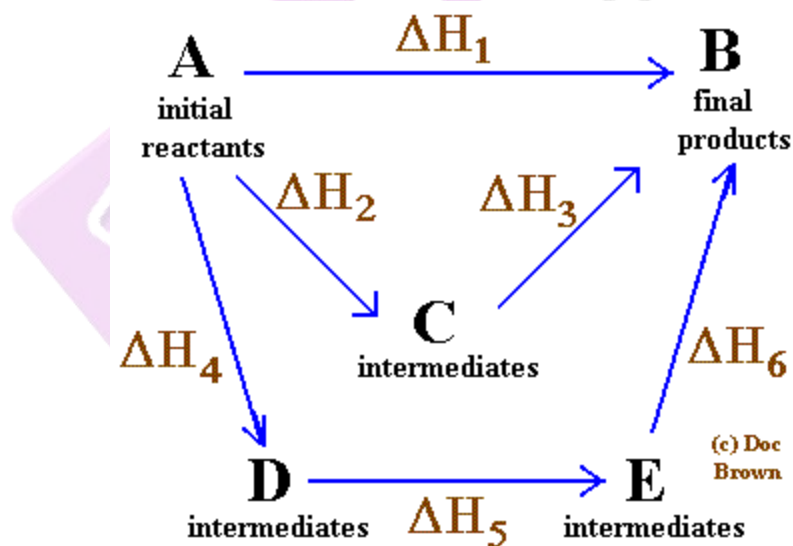 ΔH₁
A
B
initial
reactants
final
products
ΔH₂
ΔH₃
C
intermediates
ΔH₄
ΔH₆
D
intermediates
ΔH₅
E
intermediates
(c) Doc
Brown